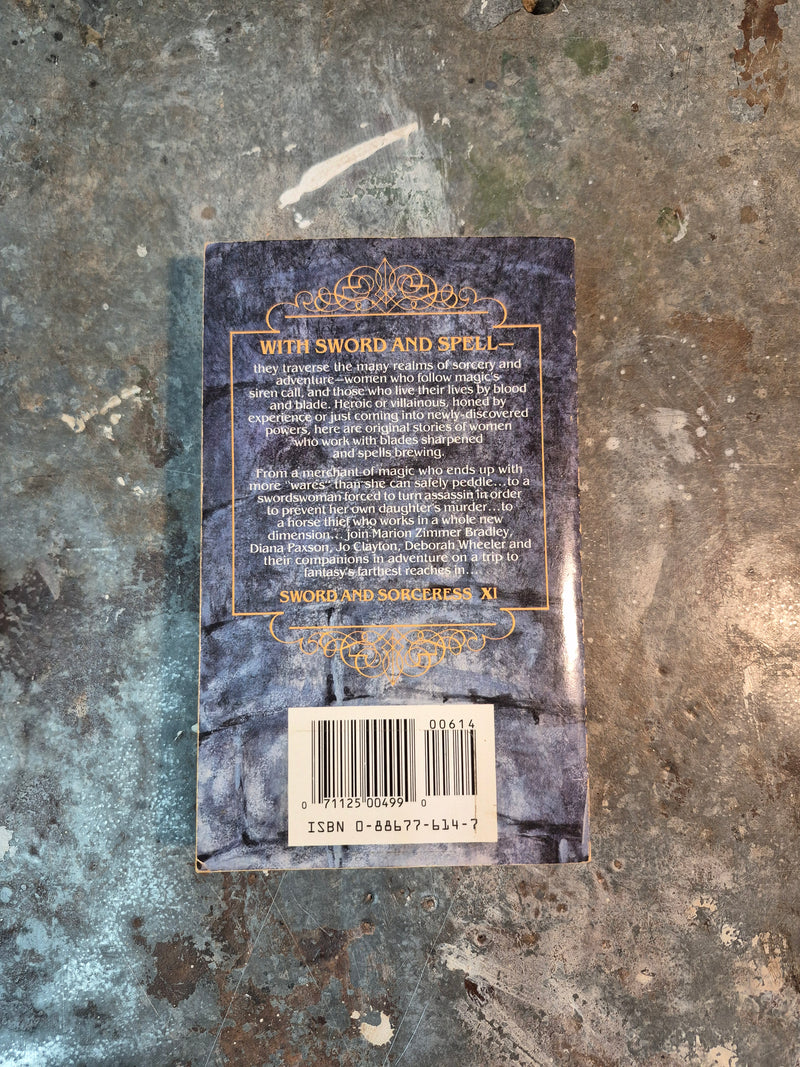 WITH SWORD AND SPELL—
they traverse the many realms of sorcery and
adventure—women who follow magic's
siren call, and those who live their lives by blood
and blade. Heroic or villainous, honed by
experience or just coming into newly-discovered
powers, here are original stories of women
who work with blades sharpened
and spells brewing.
From a merchant of magic who ends up with
more "wares" than she can safely peddle...to a
swordswoman forced to turn assassin in order
to prevent her own daughter's murder...to
a horse thief who works in a whole new
dimension... join Marion Zimmer Bradley,
Diana Paxson, Jo Clayton, Deborah Wheeler and
their companions in adventure on a trip to
fantasy's farthest reaches in...
SWORD AND SORCERESS XI
00614
0 71125 00499 0
ISBN 0-88677-614-7